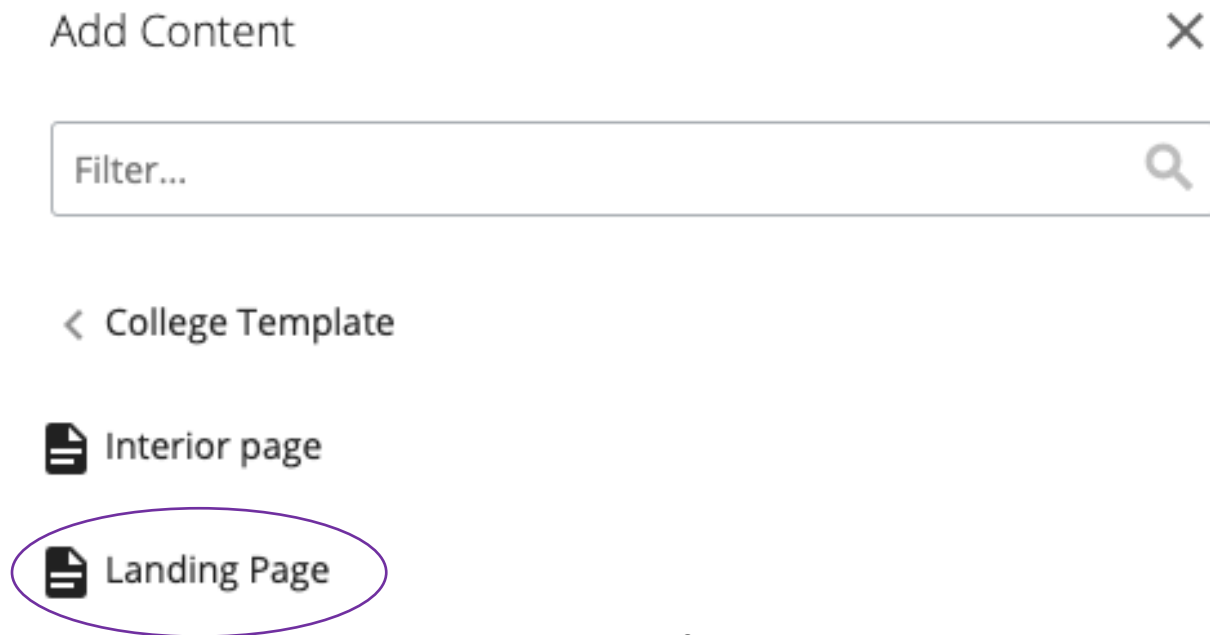 Add Content
Filter...
College Template
Interior page
Landing Page